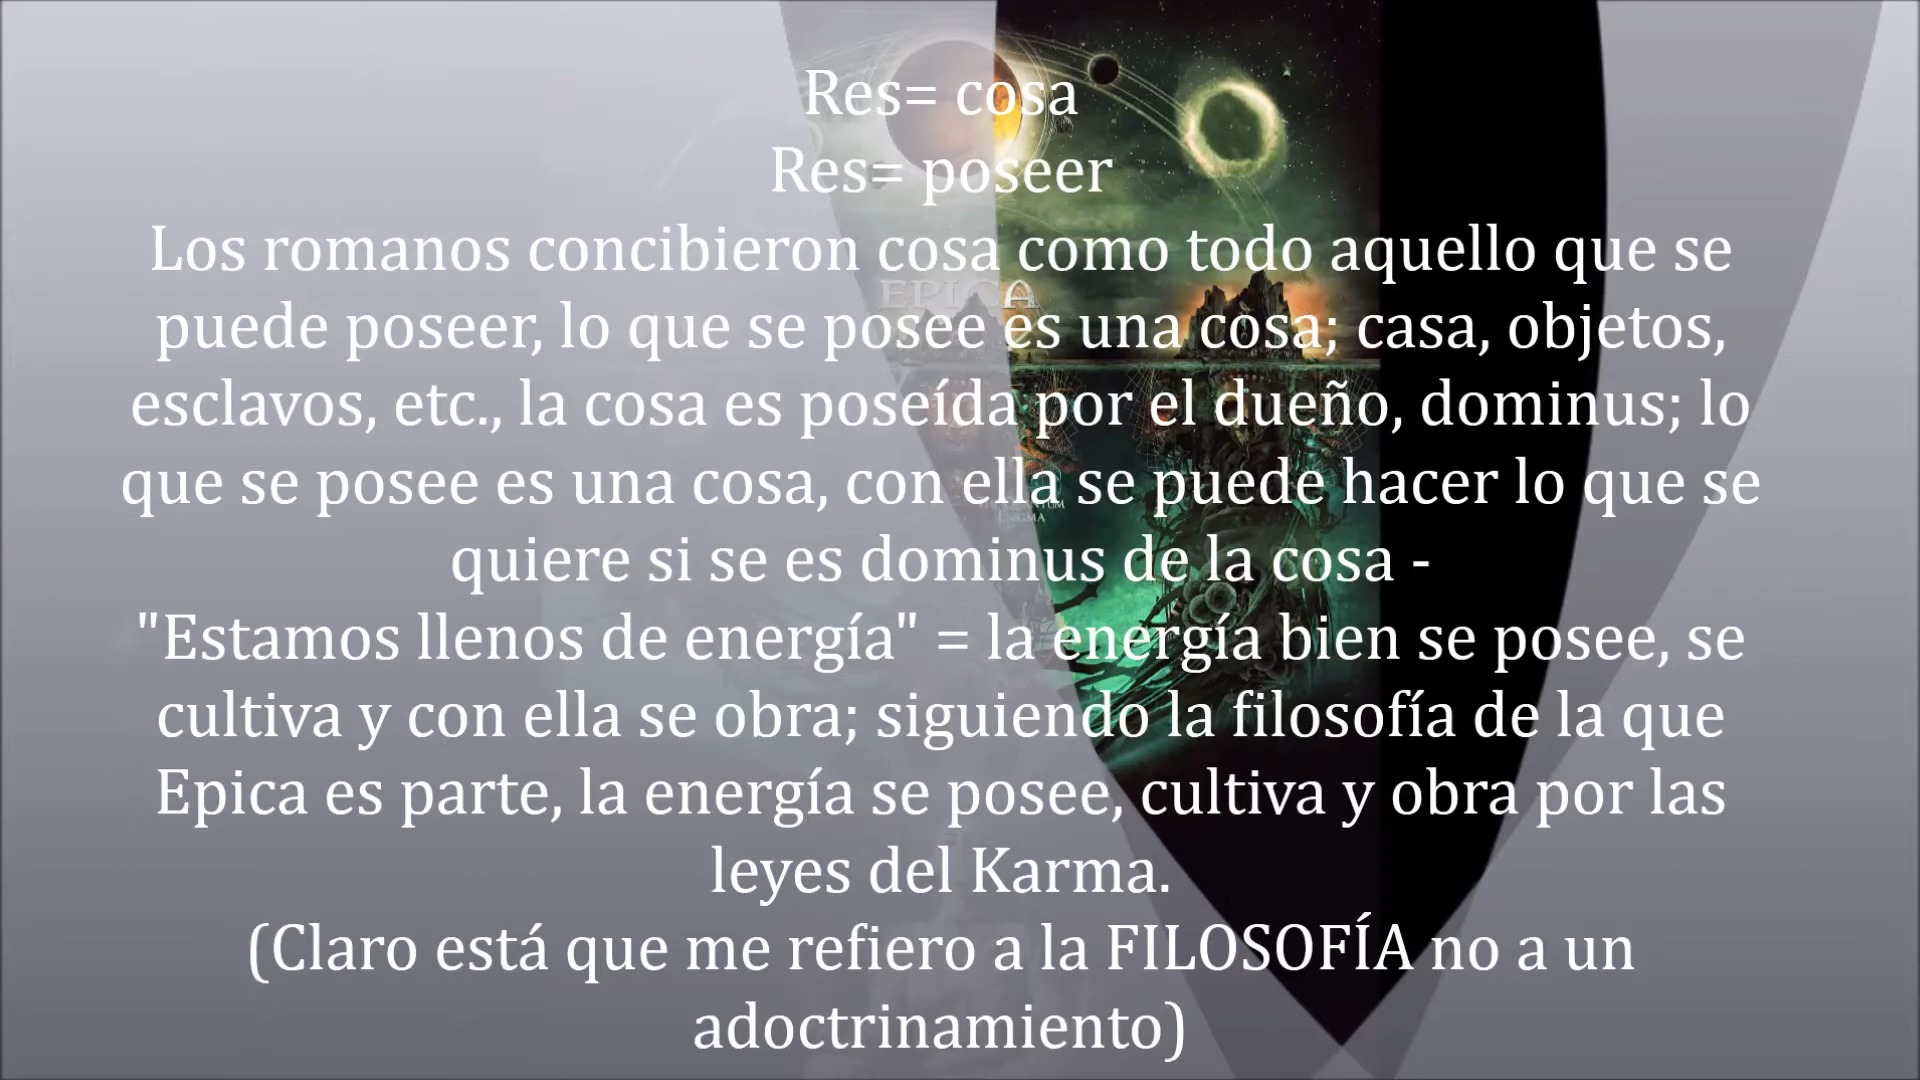 Res= cosa
Res= poseer
Los romanos concibieron cosa como todo aquello que se
puede poseer, lo que se posee es una cosa; casa, objetos,
esclavos, etc., la cosa es poseída por el dueño, dominus; lo
que se posee es una cosa, con ella se puede hacer lo que se
quiere si se es dominus de la cosa -
"Estamos llenos de energía" = la energía bien se posee, se
cultiva y con ella se obra; siguiendo la filosofía de la que
Epica es parte, la energía se posee, cultiva y obra por las
leyes del Karma.
(Claro está que me refiero a la FILOSOFÍA no a un
adoctrinamiento)
EPICA
ENIGMA